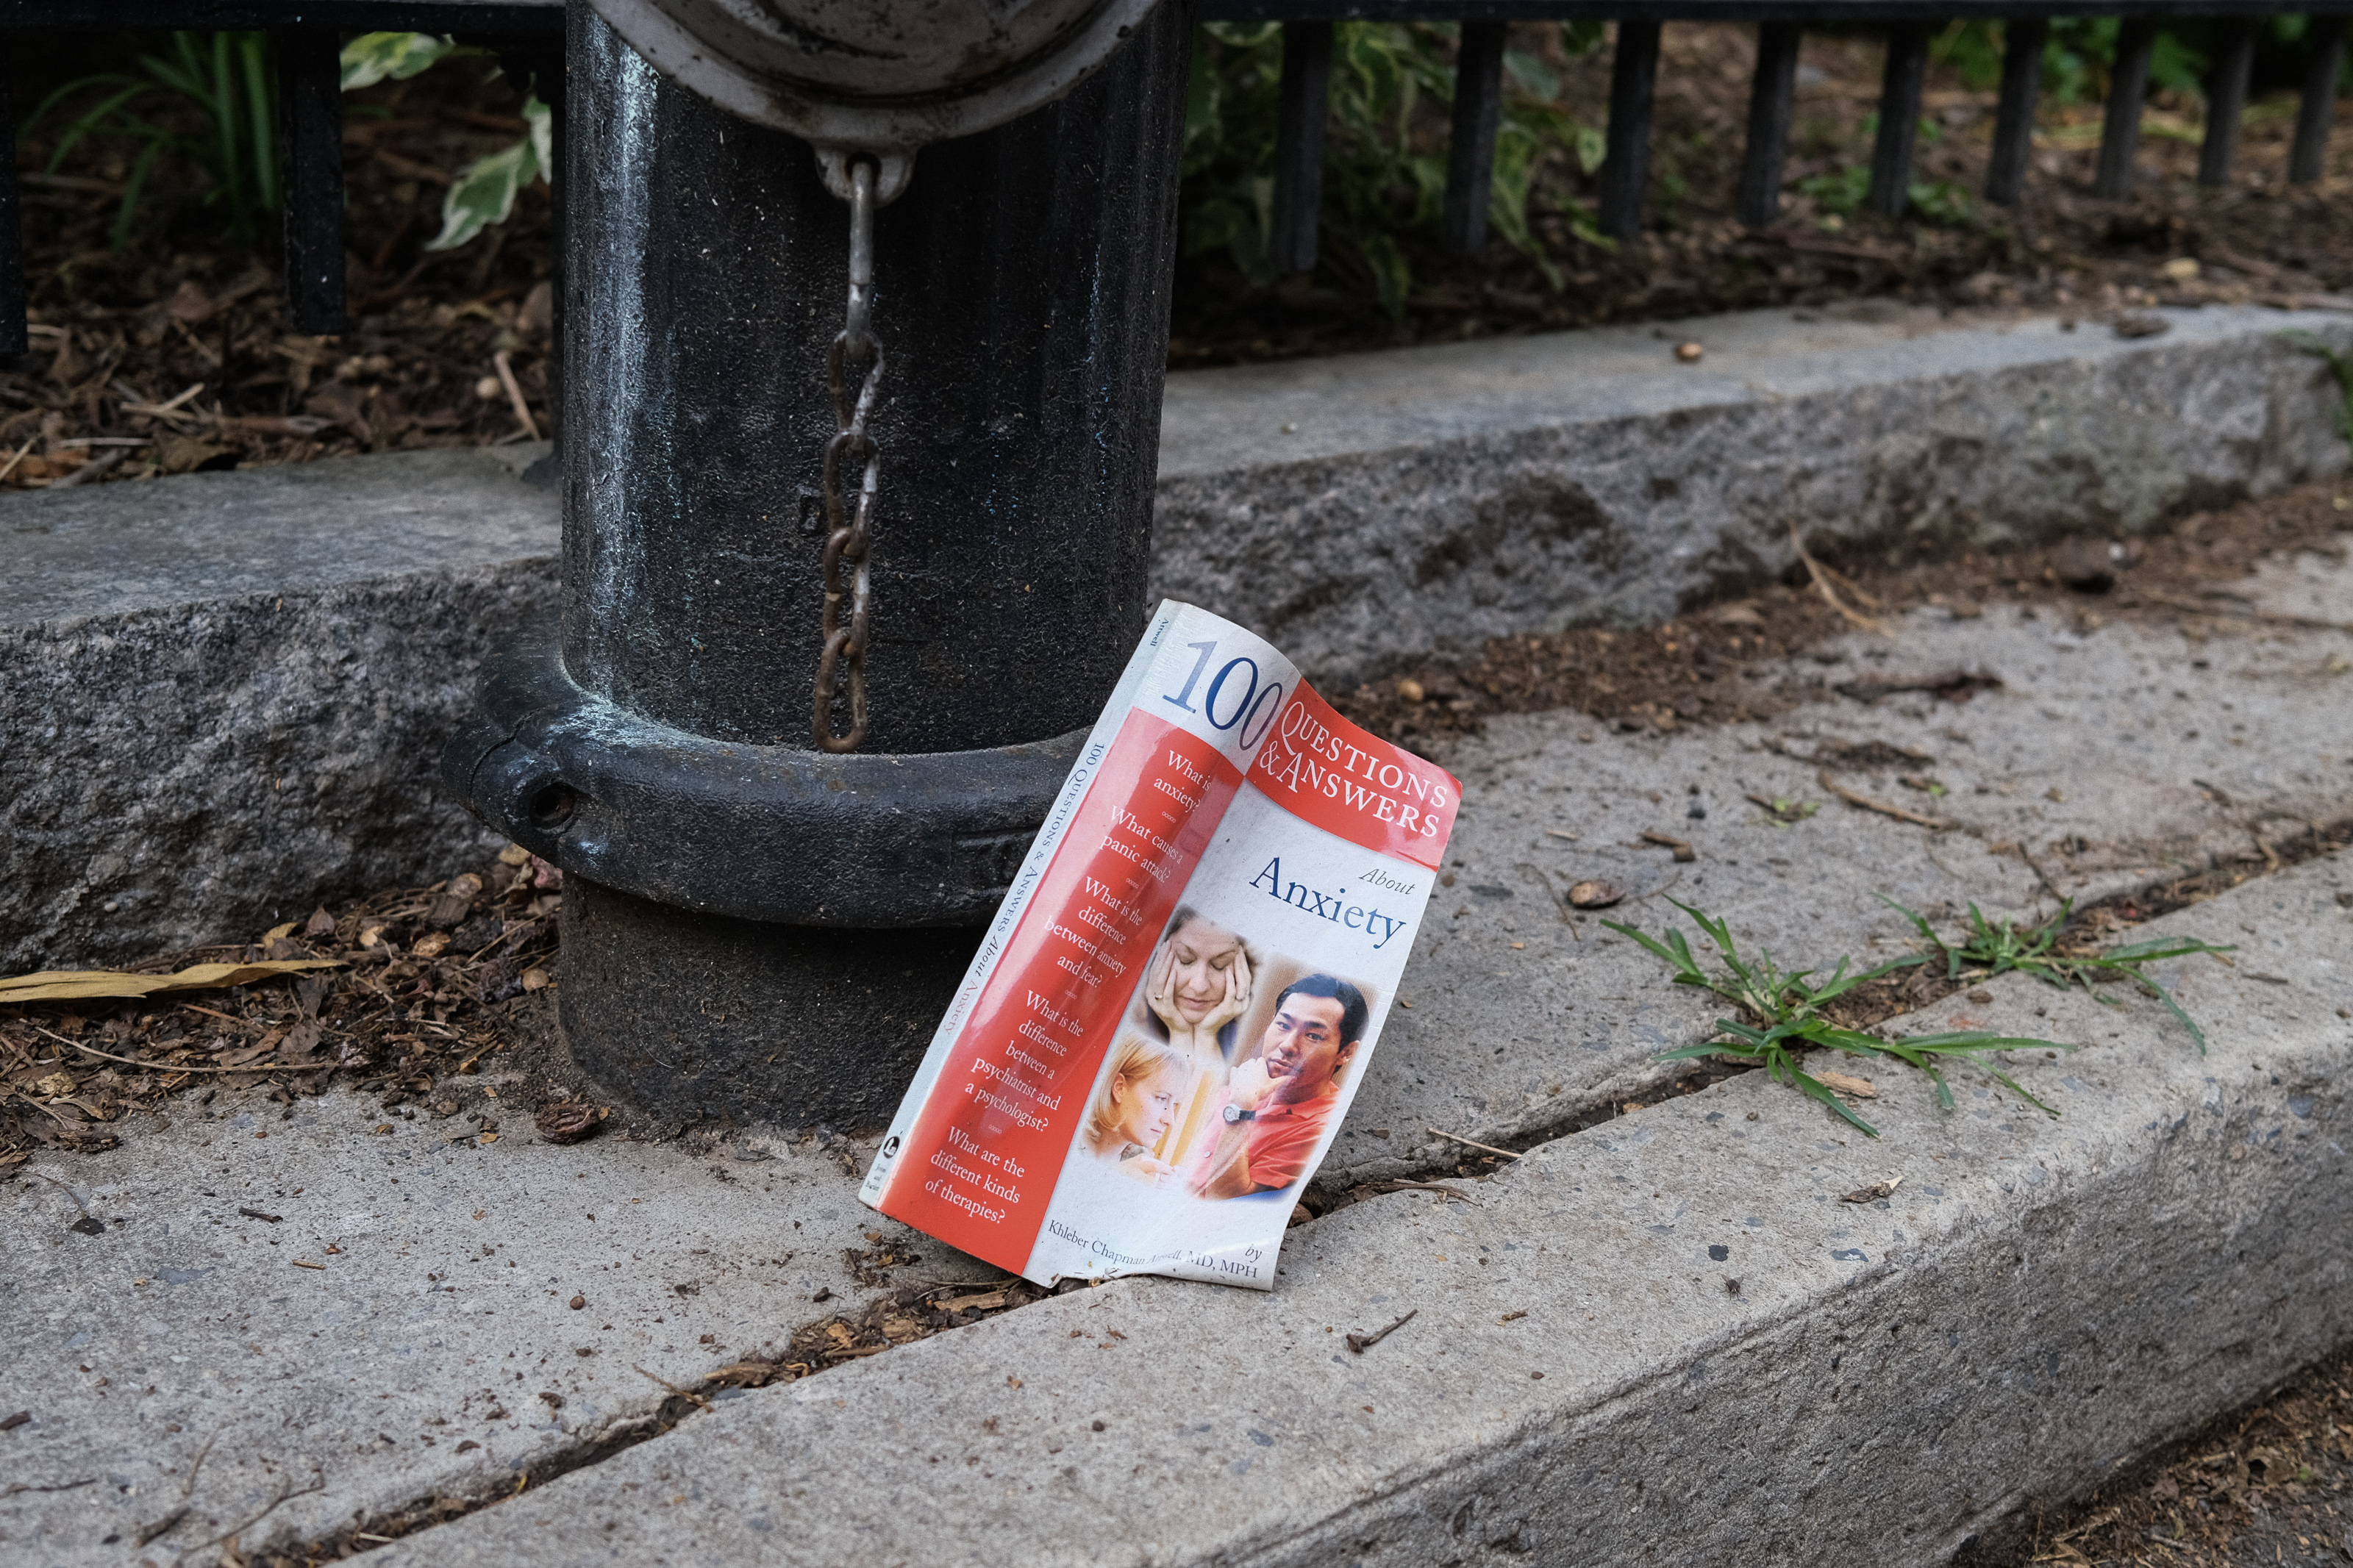 Attwell
100 QUESTIONS & ANSWERS About Anxiety
100 QUESTIONS
& ANSWERS
About
Anxiety
What is
anxiety?
What causes a
panic attack?
What is the
difference
between anxiety
and fear?
What is the
difference
between a
psychiatrist and
a psychologist?
What are the
different kinds
of therapies?
by
Khleber Chapman Attwell, MD, MPH